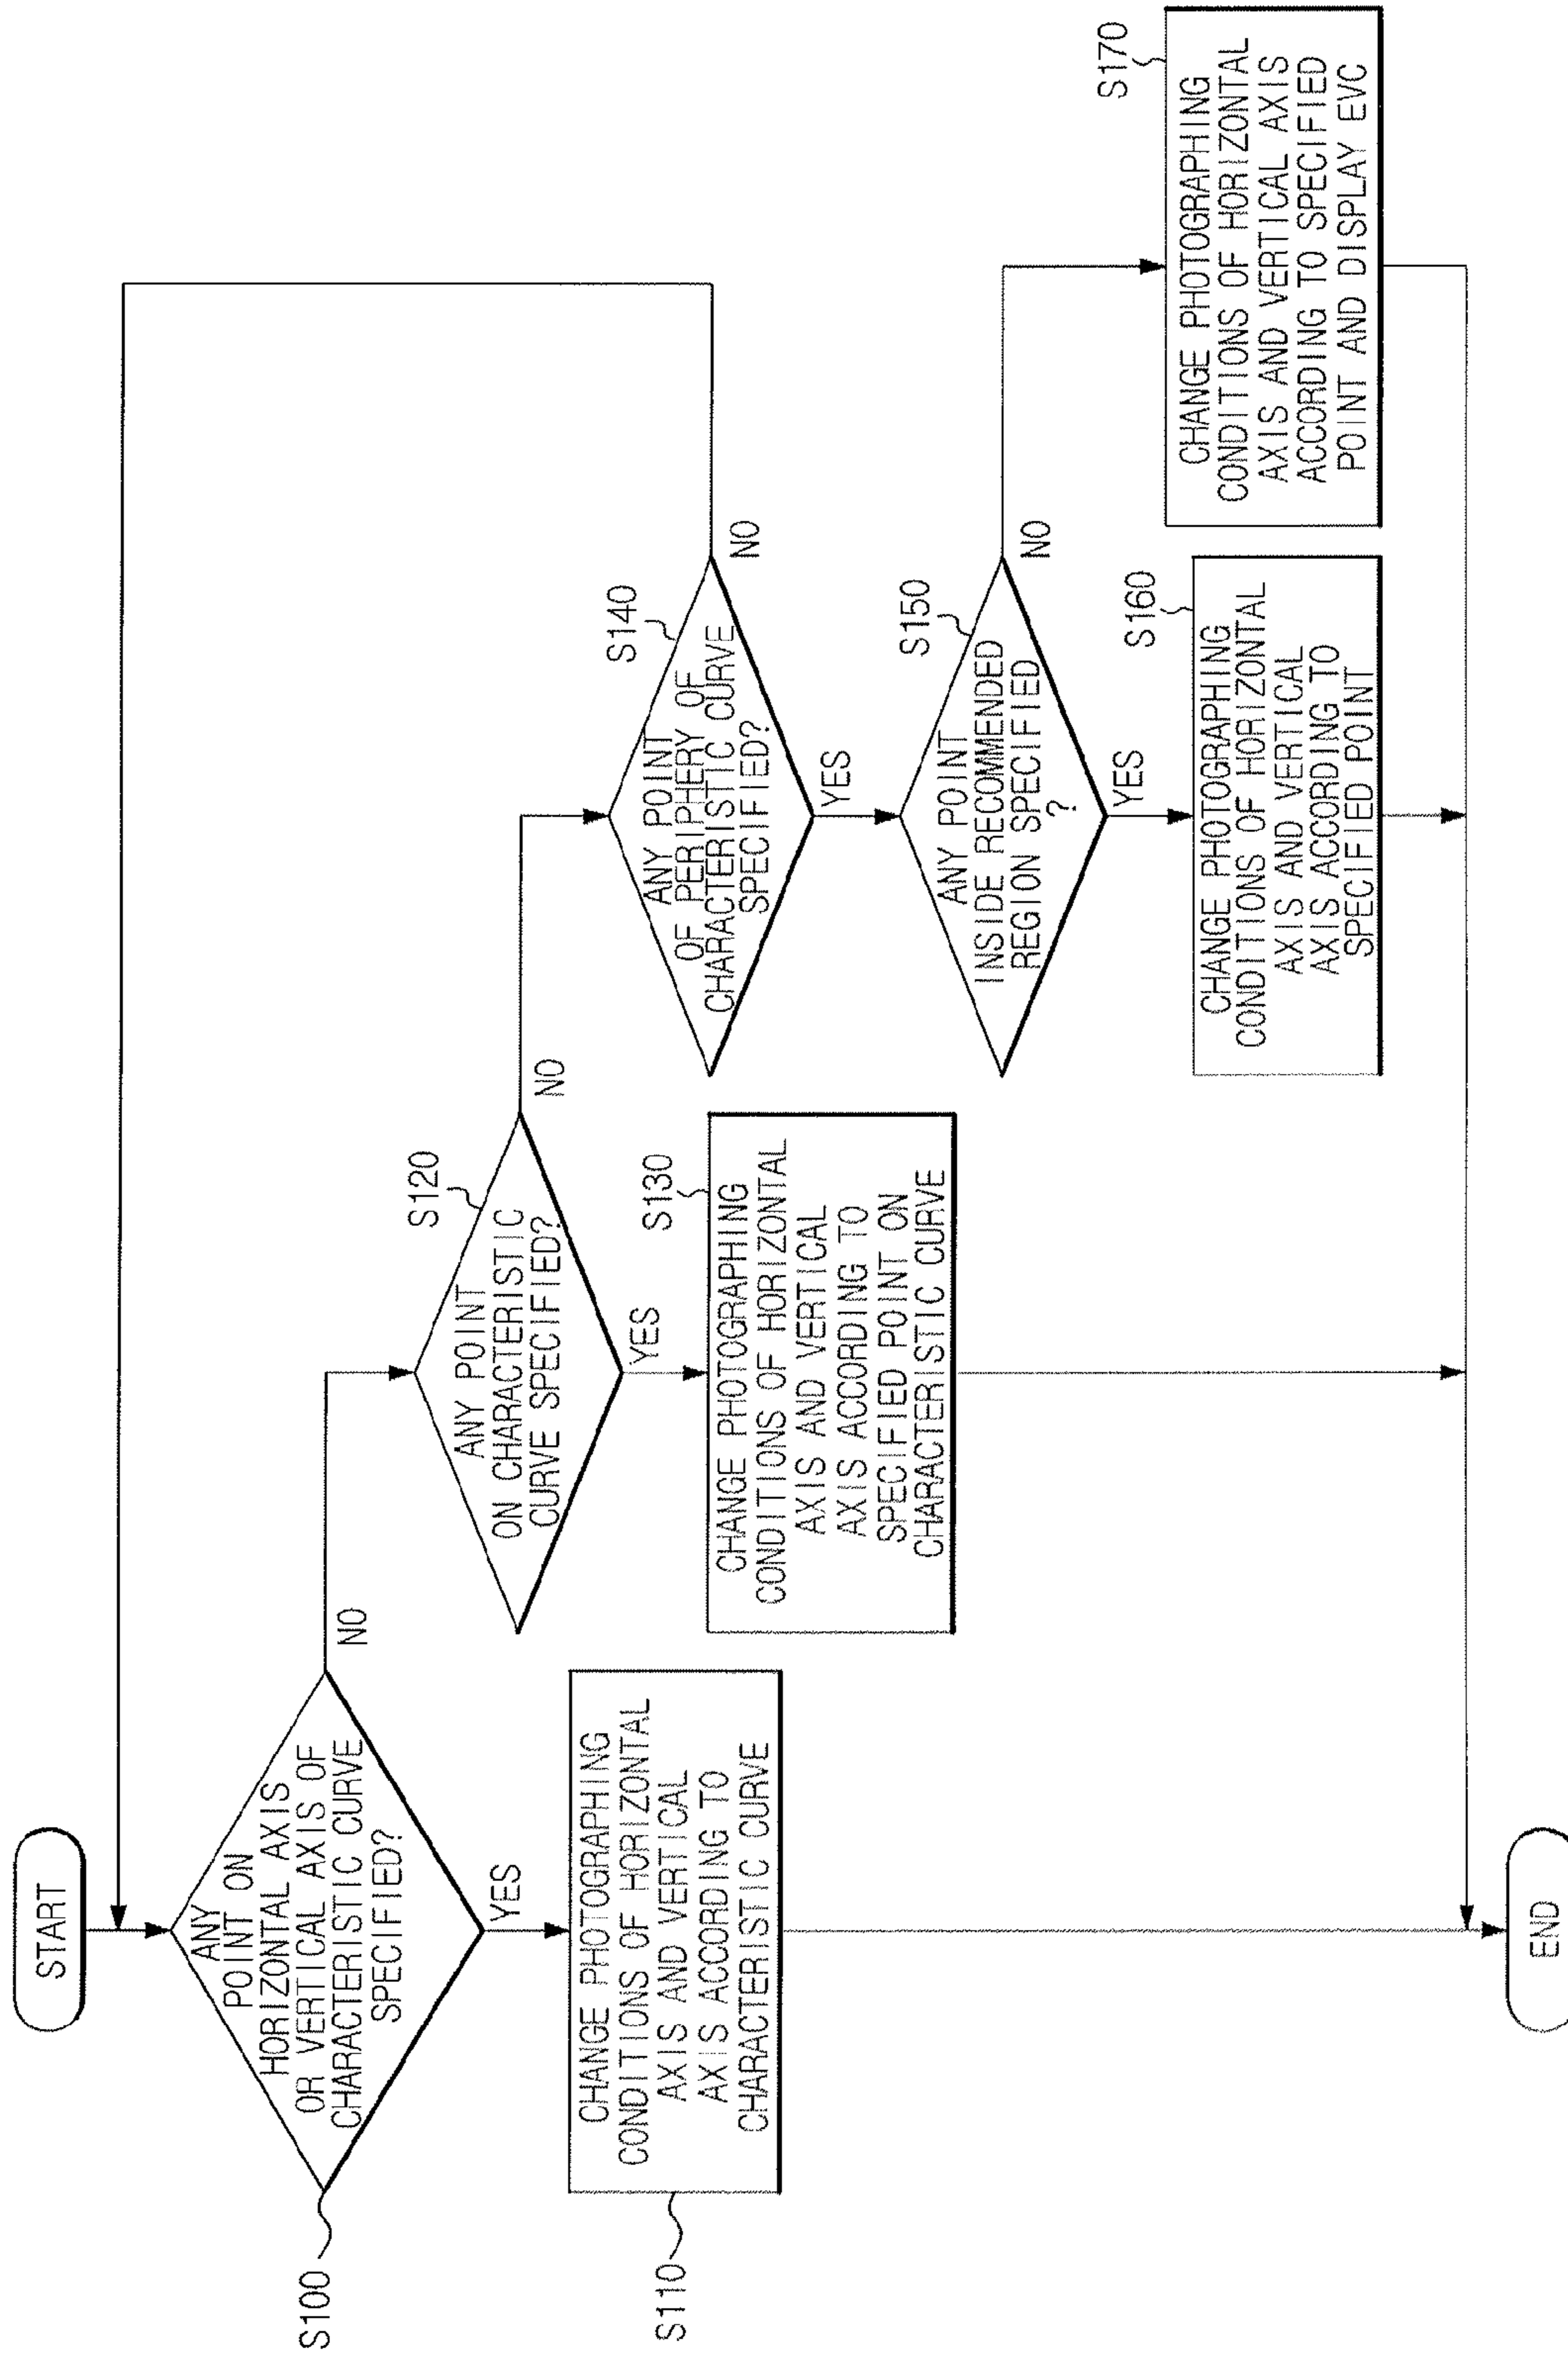 START
S100
ANY
POINT ON
HORIZONTAL AXIS
OR VERTICAL AXIS OF
CHARACTERISTIC CURVE
SPECIFIED?
NO
YES
S110
CHANGE PHOTOGRAPHING
CONDITIONS OF HORIZONTAL
AXIS AND VERTICAL
AXIS ACCORDING TO
CHARACTERISTIC CURVE
S120
ANY POINT
ON CHARACTERISTIC
CURVE SPECIFIED?
NO
YES
S130
CHANGE PHOTOGRAPHING
CONDITIONS OF HORIZONTAL
AXIS AND VERTICAL
AXIS ACCORDING TO
SPECIFIED POINT ON
CHARACTERISTIC CURVE
S140
ANY POINT
OF PERIPHERY OF
CHARACTERISTIC CURVE
SPECIFIED?
NO
YES
S150
ANY POINT
INSIDE RECOMMENDED
REGION SPECIFIED
?
NO
YES
S160
CHANGE PHOTOGRAPHING
CONDITIONS OF HORIZONTAL
AXIS AND VERTICAL
AXIS ACCORDING TO
SPECIFIED POINT
S170
CHANGE PHOTOGRAPHING
CONDITIONS OF HORIZONTAL
AXIS AND VERTICAL AXIS
ACCORDING TO SPECIFIED
POINT AND DISPLAY EVC
END